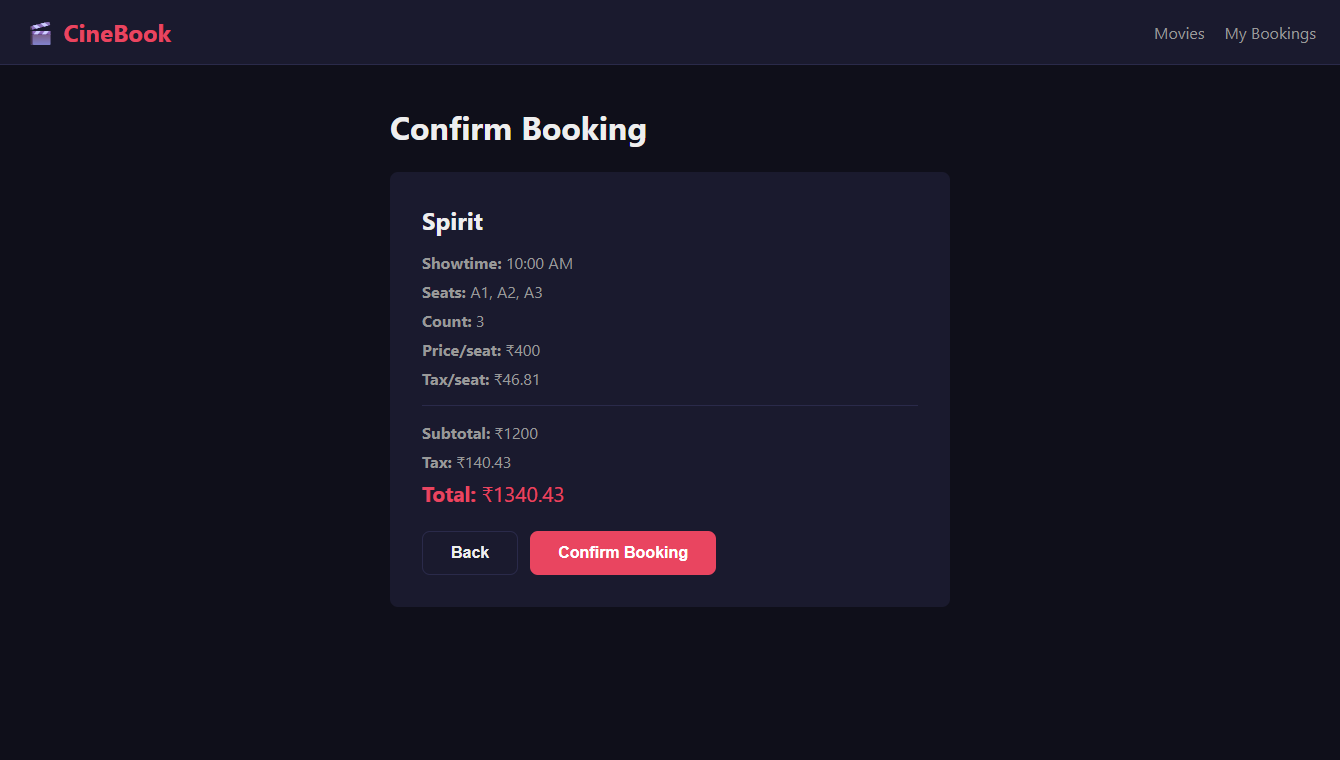 CineBook
Movies
My Bookings
Confirm Booking
Spirit
Showtime: 10:00 AM
Seats: A1, A2, A3
Count: 3
Price/seat: ₹400
Tax/seat: ₹46.81
Subtotal: ₹1200
Tax: ₹140.43
Total: ₹1340.43
Back
Confirm Booking